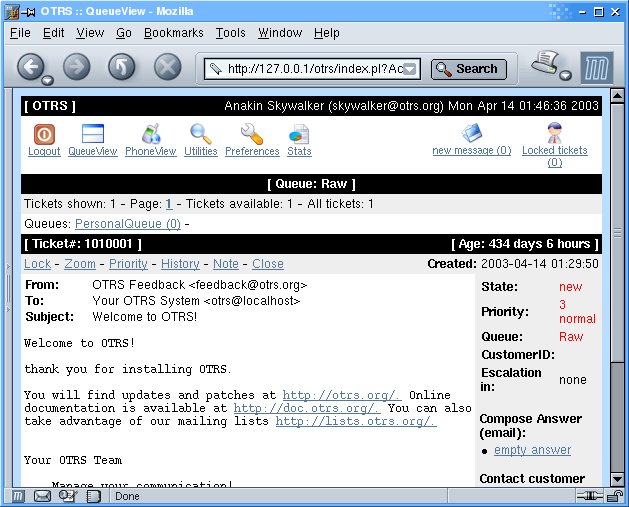 OTRS :: QueueView - Mozilla
File Edit View Go Bookmarks Tools Window Help
http://127.0.0.1/otrs/index.pl?Ac Search
[ OTRS ] Anakin Skywalker (skywalker@otrs.org) Mon Apr 14 01:46:36 2003
Logout QueueView PhoneView Utilities Preferences Stats new message (0) Locked tickets
(0)
[ Queue: Raw ]
Tickets shown: 1 - Page: 1 - Tickets available: 1 - All tickets: 1
Queues: PersonalQueue (0) -
[ Ticket#: 1010001 ] [ Age: 434 days 6 hours ]
Lock - Zoom - Priority - History - Note - Close Created: 2003-04-14 01:29:50
From: OTRS Feedback <feedback@otrs.org>
To: Your OTRS System <otrs@localhost>
Subject: Welcome to OTRS!
Welcome to OTRS!
thank you for installing OTRS.
You will find updates and patches at http://otrs.org/. Online
documentation is available at http://doc.otrs.org/. You can also
take advantage of our mailing lists http://lists.otrs.org/.
Your OTRS Team
Manage your communication!
State: new
Priority: 3
normal
Queue: Raw
CustomerID:
Escalation
in: none
Compose Answer
(email):
• empty answer
Contact customer
Done